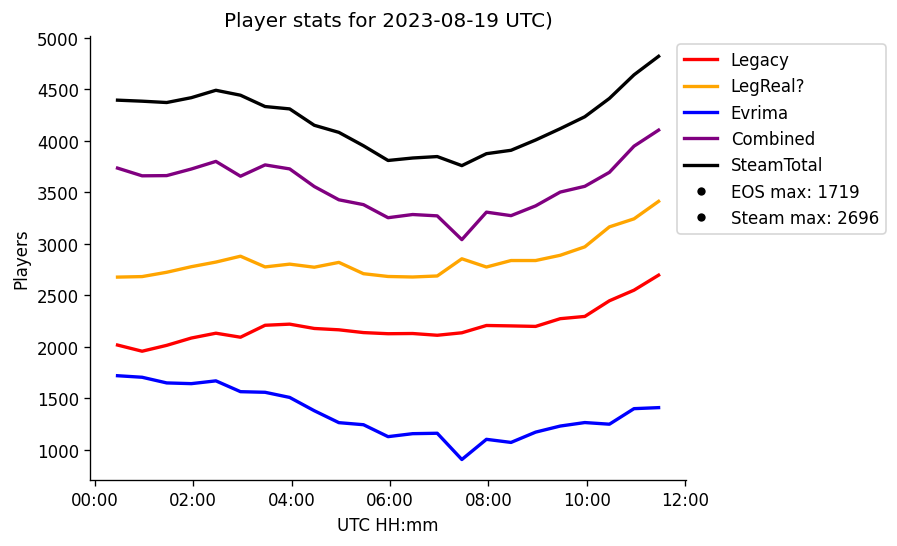 Player stats for 2023-08-19 UTC)
5000
4500
4000
3500
3000
2500
2000
1500
1000
Players
00:00 02:00 04:00 06:00 08:00 10:00 12:00
UTC HH:mm
Legacy
LegReal?
Evrima
Combined
SteamTotal
EOS max: 1719
Steam max: 2696